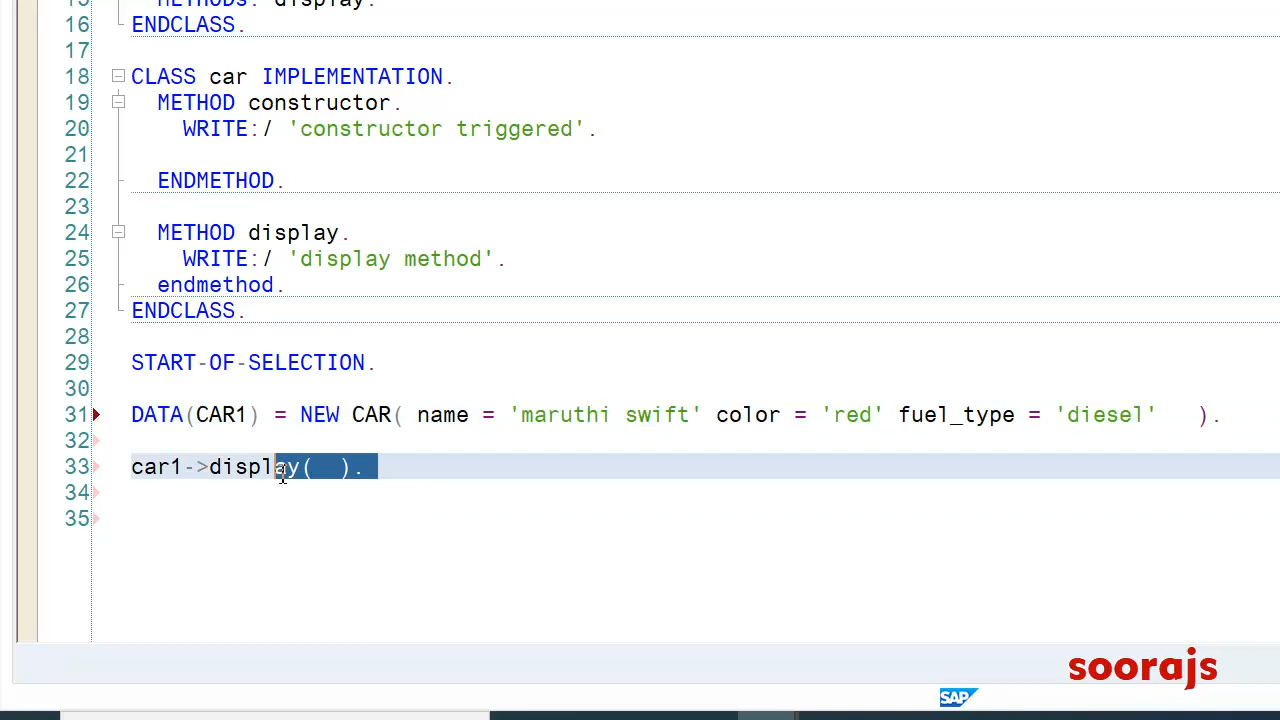 15 METHODs: display.
16 ENDCLASS.
17
18 CLASS car IMPLEMENTATION.
19 METHOD constructor.
20 WRITE:/ 'constructor triggered'.
21
22 ENDMETHOD.
23
24 METHOD display.
25 WRITE:/ 'display method'.
26 endmethod.
27 ENDCLASS.
28
29 START-OF-SELECTION.
30
31 DATA(CAR1) = NEW CAR( name = 'maruthi swift' color = 'red' fuel_type = 'diesel' ).
32
33 car1->display( ).
34
35
soorajs
SAP